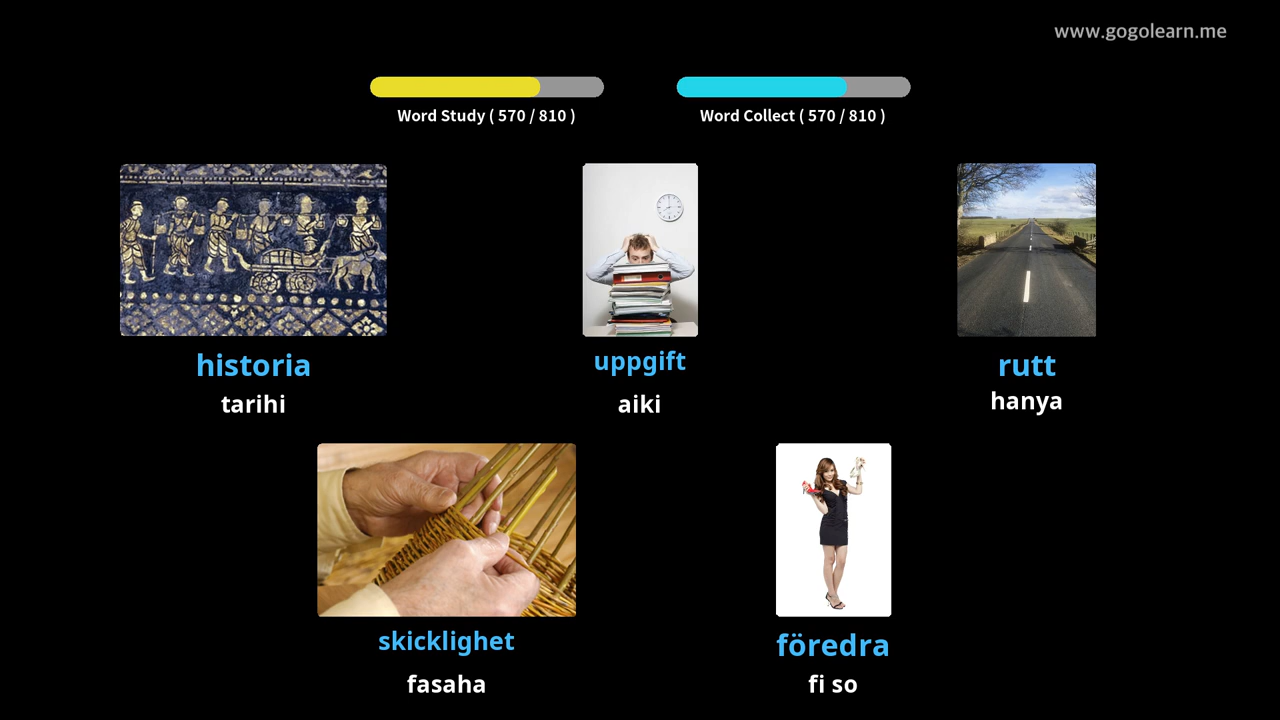 www.gogolearn.me
Word Study ( 570 / 810 )
Word Collect ( 570 / 810 )
historia
tarihi
uppgift
aiki
rutt
hanya
skicklighet
fasaha
föredra
fi so